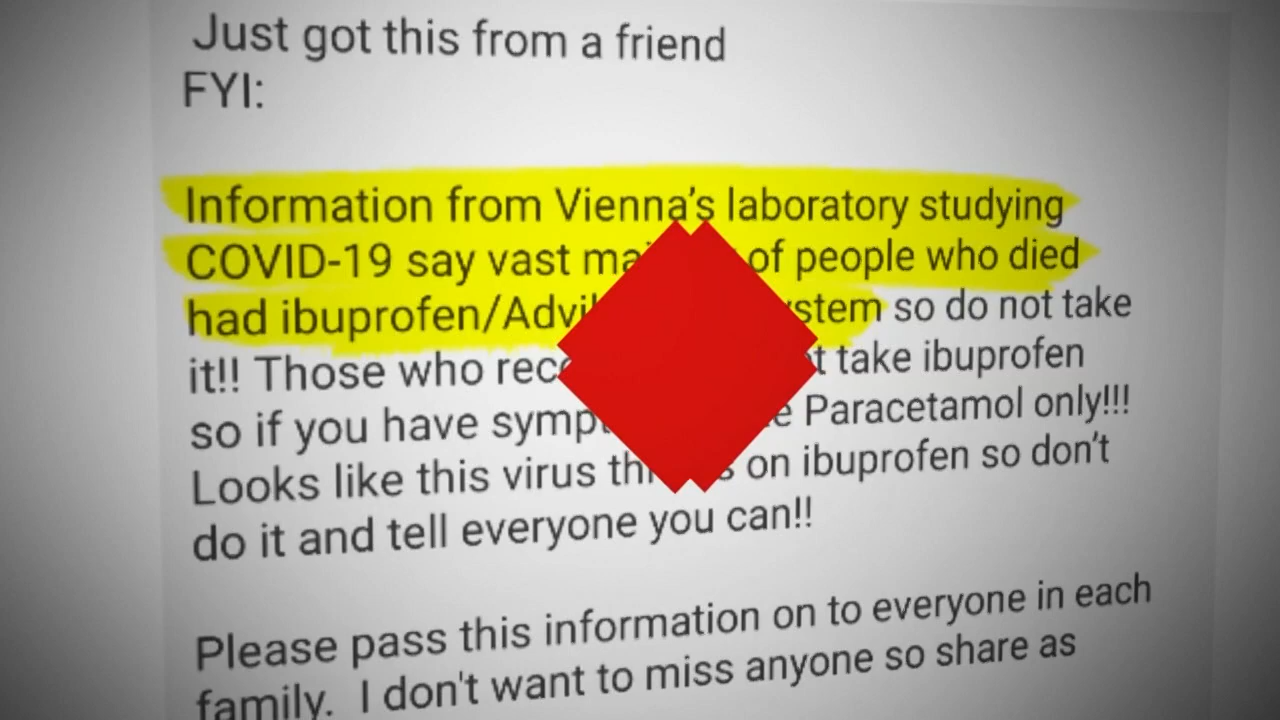 Just got this from a friend
FYI:
Information from Vienna's laboratory studying
COVID-19 say vast of people who died
had ibuprofen/Advil so do not take
it!! Those who take ibuprofen
so if you have Paracetamol only!!!
Looks like this virus on ibuprofen so don't
do it and tell everyone you can!!
Please pass this information on to everyone in each
family. I don't want to miss anyone so share as